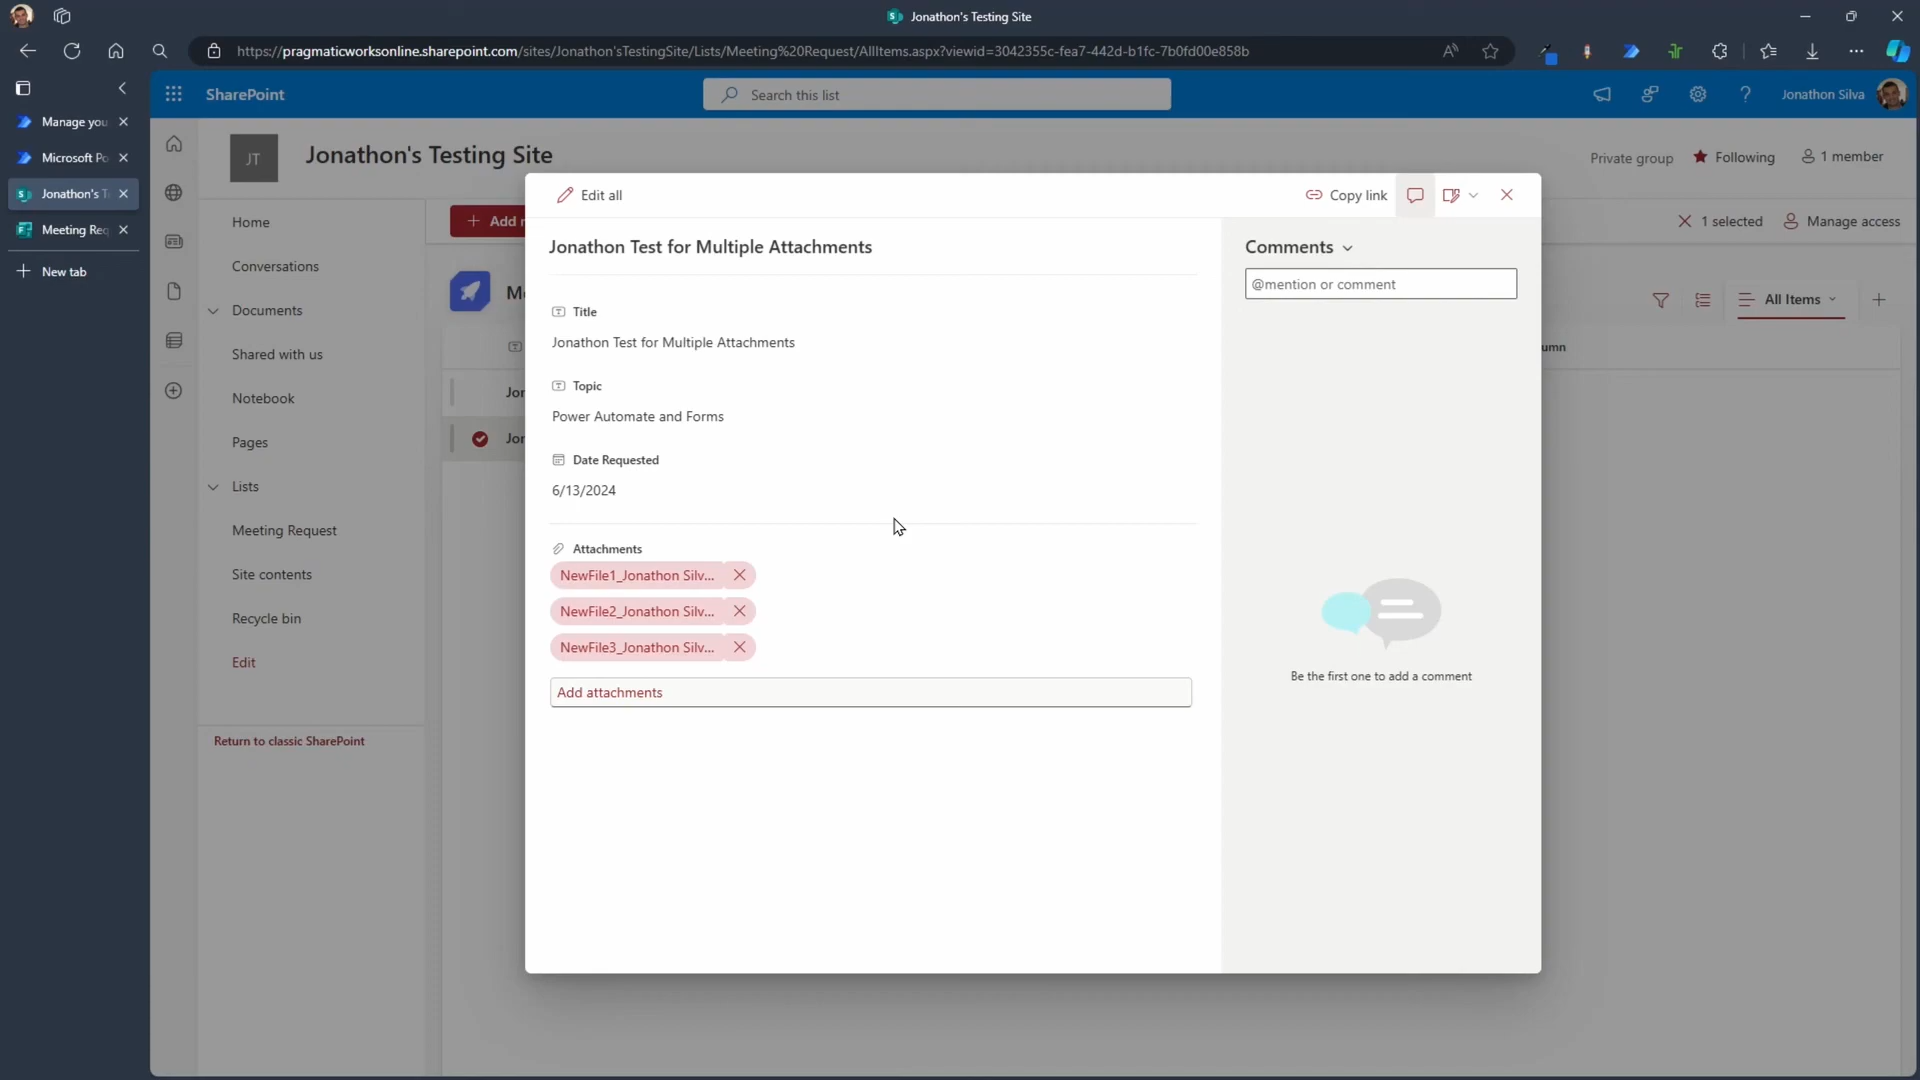 Jonathon's Testing Site
https://pragmaticworksonline.sharepoint.com/sites/Jonathon'sTestingSite/Lists/Meeting%20Request/AllItems.aspx?viewid=3042355c-fea7-442d-b1fc-7b0fd00e858b
Manage you
Microsoft Po
Jonathon's T
Meeting Req
New tab
SharePoint
Search this list
Jonathon Silva
JT
Jonathon's Testing Site
Private group
Following
1 member
Home
Conversations
Documents
Shared with us
Notebook
Pages
Lists
Meeting Request
Site contents
Recycle bin
Edit
Return to classic SharePoint
Add n
1 selected
Manage access
Me
All Items
umn
Jon
Jon
Edit all
Copy link
Jonathon Test for Multiple Attachments
Title
Jonathon Test for Multiple Attachments
Topic
Power Automate and Forms
Date Requested
6/13/2024
Attachments
NewFile1_Jonathon Silv...
NewFile2_Jonathon Silv...
NewFile3_Jonathon Silv...
Add attachments
Comments
@mention or comment
Be the first one to add a comment